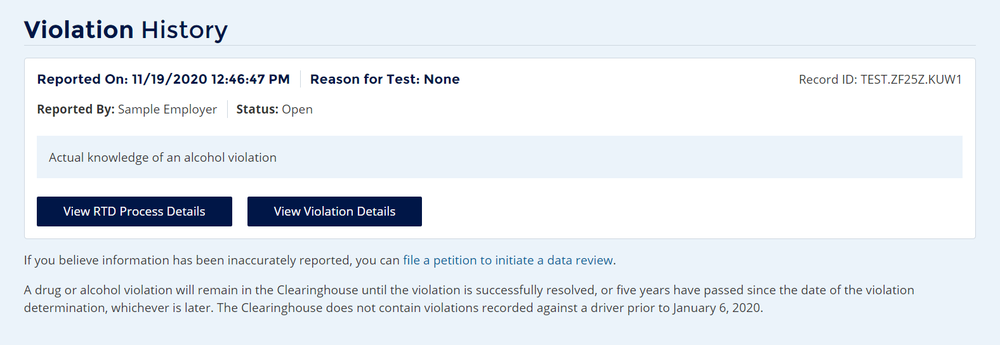 Violation History
Reported On: 11/19/2020 12:46:47 PM Reason for Test: None Record ID: TEST.ZF25Z.KUW1
Reported By: Sample Employer Status: Open
Actual knowledge of an alcohol violation
View RTD Process Details View Violation Details
If you believe information has been inaccurately reported, you can file a petition to initiate a data review.
A drug or alcohol violation will remain in the Clearinghouse until the violation is successfully resolved, or five years have passed since the date of the violation
determination, whichever is later. The Clearinghouse does not contain violations recorded against a driver prior to January 6, 2020.